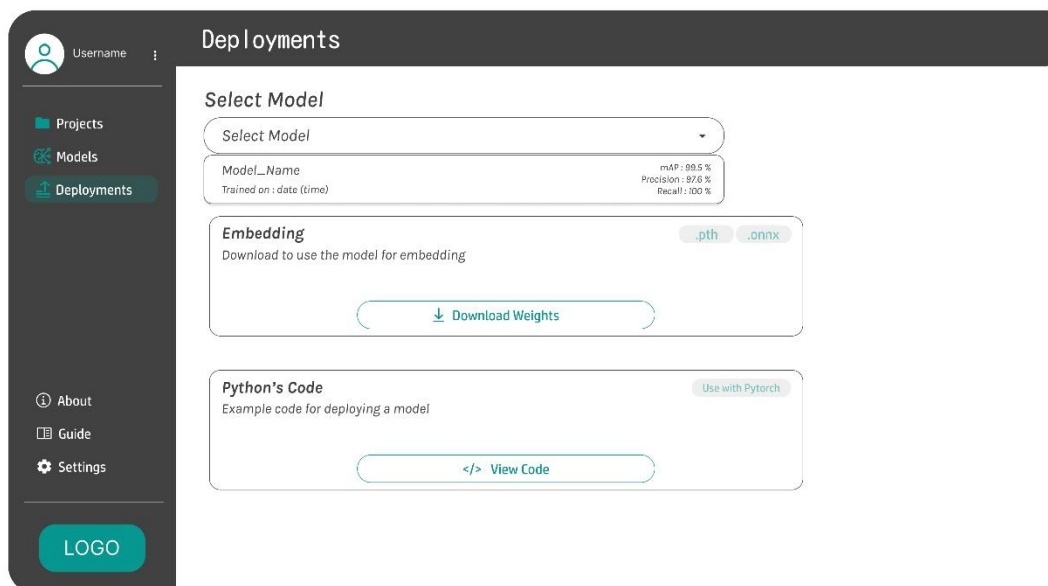 Username
Deployments
Projects
Models
Deployments
About
Guide
Settings
LOGO
Select Model
Select Model
Model_Name
Trained on : date (time)
mAP : 99.5 %
Precision : 97.6 %
Recall : 100 %
Embedding
.pth
.onnx
Download to use the model for embedding
Download Weights
Python's Code
Use with Pytorch
Example code for deploying a model
</> View Code